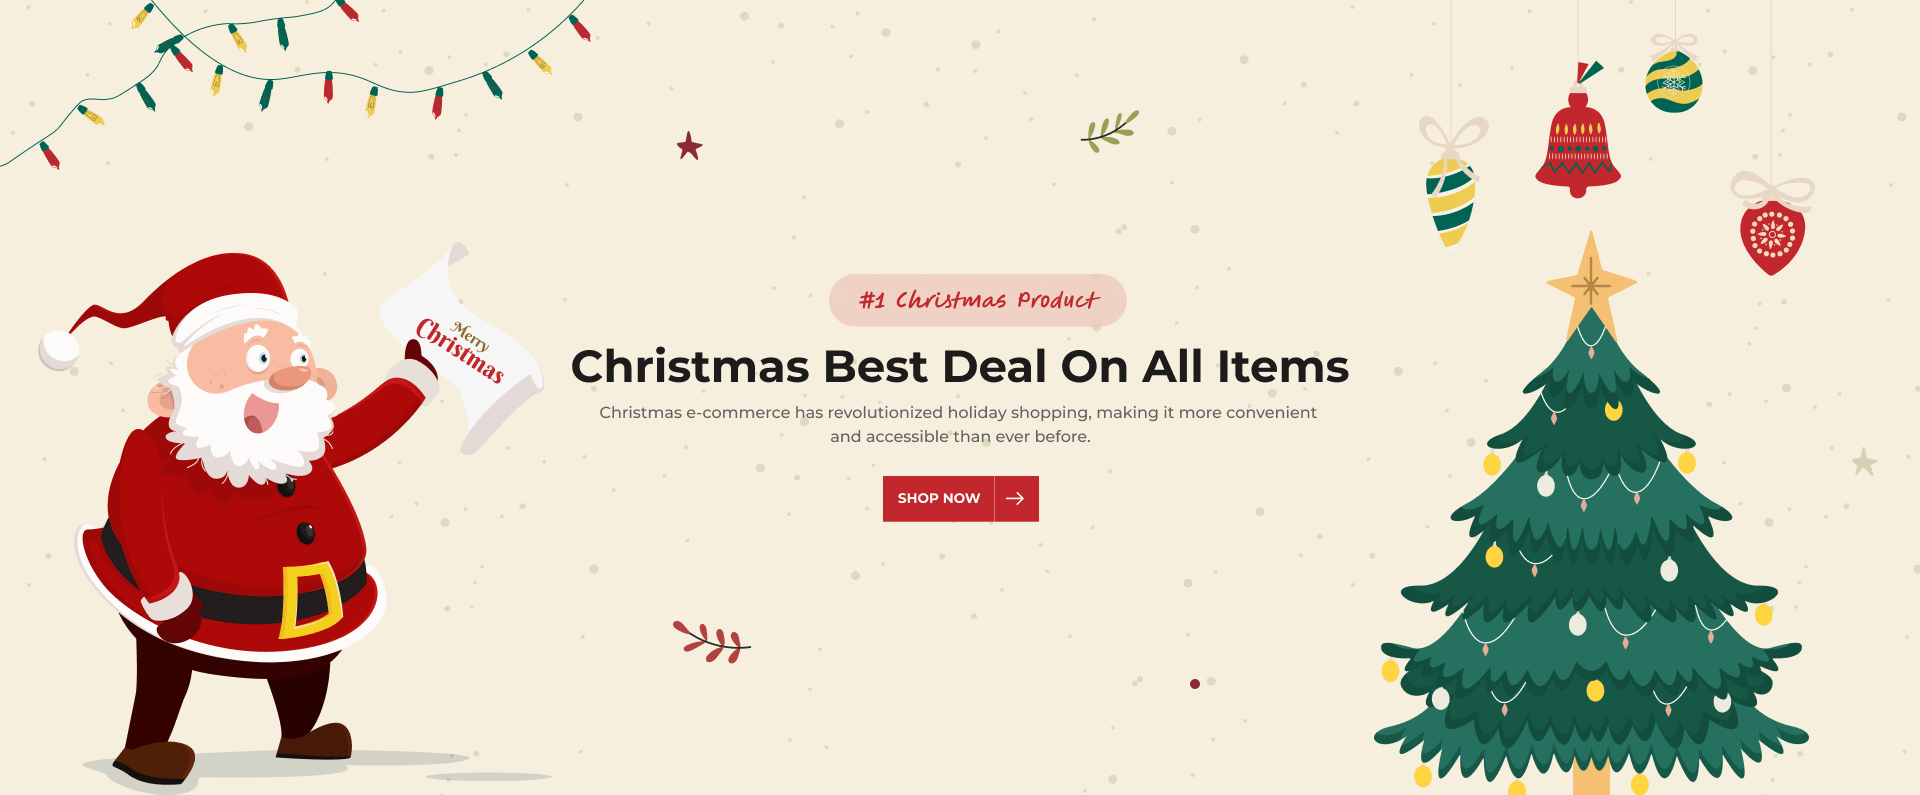 Merry
Christmas
#1 Christmas Product
Christmas Best Deal On All Items
Christmas e-commerce has revolutionized holiday shopping, making it more convenient
and accessible than ever before.
SHOP NOW